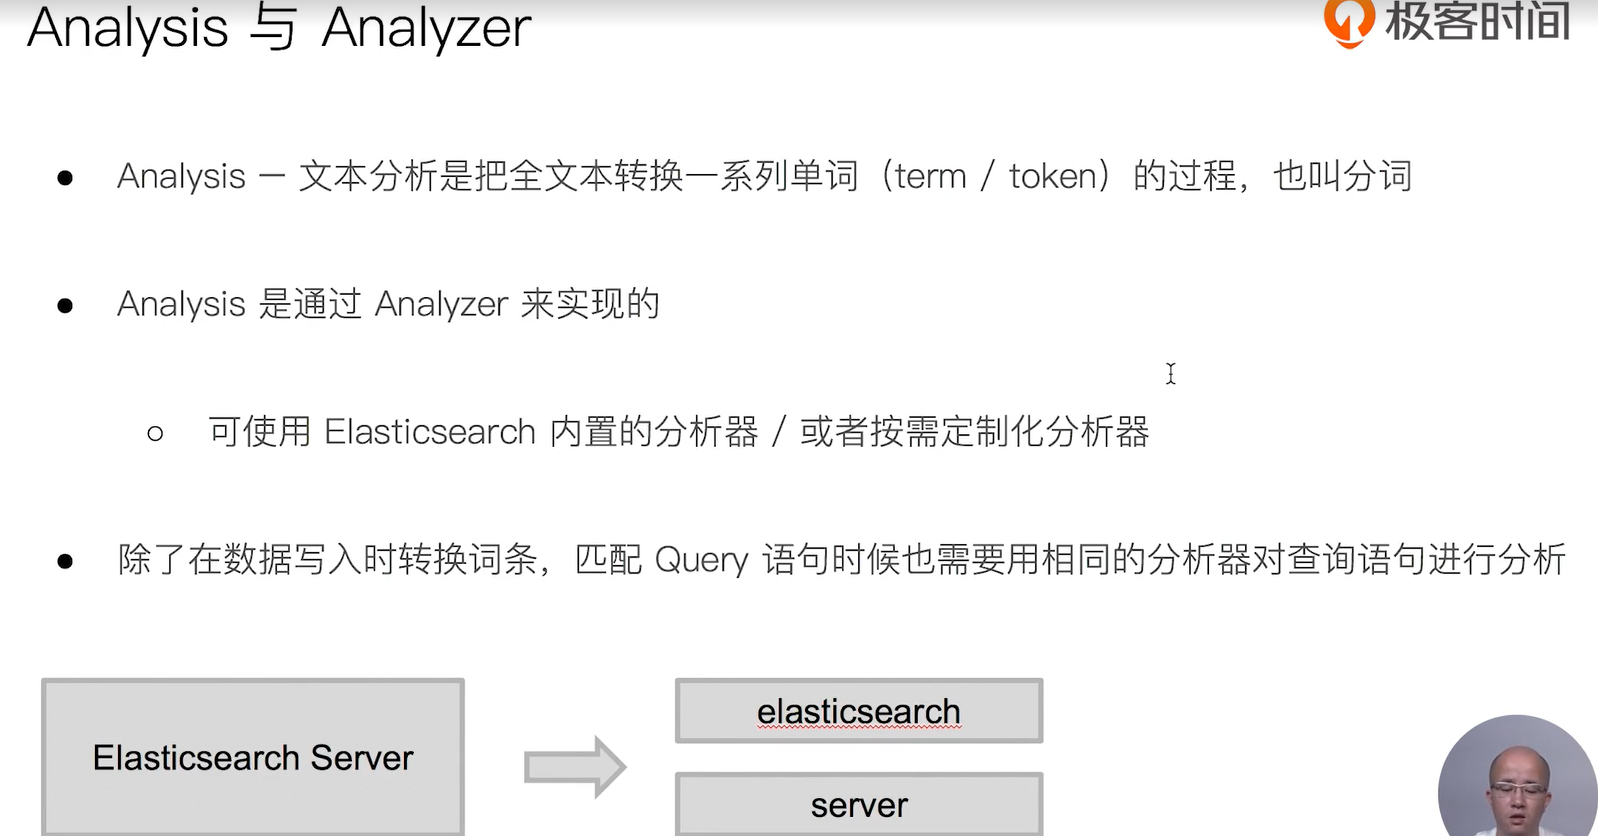 Analysis 与 Analyzer
极客时间
Analysis — 文本分析是把全文本转换一系列单词（term / token）的过程，也叫分词
Analysis 是通过 Analyzer 来实现的
可使用 Elasticsearch 内置的分析器 / 或者按需定制化分析器
除了在数据写入时转换词条，匹配 Query 语句时候也需要用相同的分析器对查询语句进行分析
Elasticsearch Server
elasticsearch
server